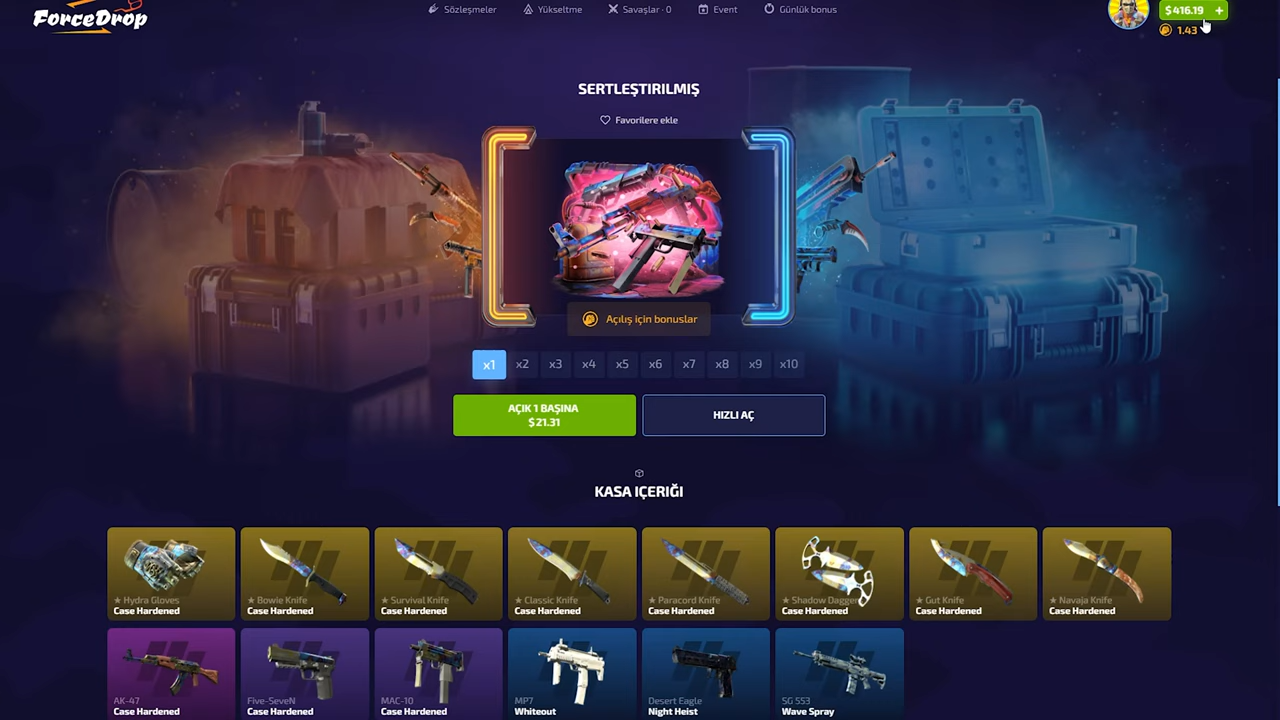 ForceDrop
Sözleşmeler
Yükseltme
Savaşlar · 0
Event
Günlük bonus
$416.19 +
1.43
SERTLEŞTIRILMIŞ
Favorilere ekle
Açılış için bonuslar
x1 x2 x3 x4 x5 x6 x7 x8 x9 x10
AÇIK 1 BAŞINA
$21.31
HIZLI AÇ
KASA IÇERIĞI
★ Hydra Gloves
Case Hardened
★ Bowie Knife
Case Hardened
★ Survival Knife
Case Hardened
★ Classic Knife
Case Hardened
★ Paracord Knife
Case Hardened
★ Shadow Dagger
Case Hardened
★ Gut Knife
Case Hardened
★ Navaja Knife
Case Hardened
AK-47
Case Hardened
Five-SeveN
Case Hardened
MAC-10
Case Hardened
MP7
Whiteout
Desert Eagle
Night Heist
SG 553
Wave Spray